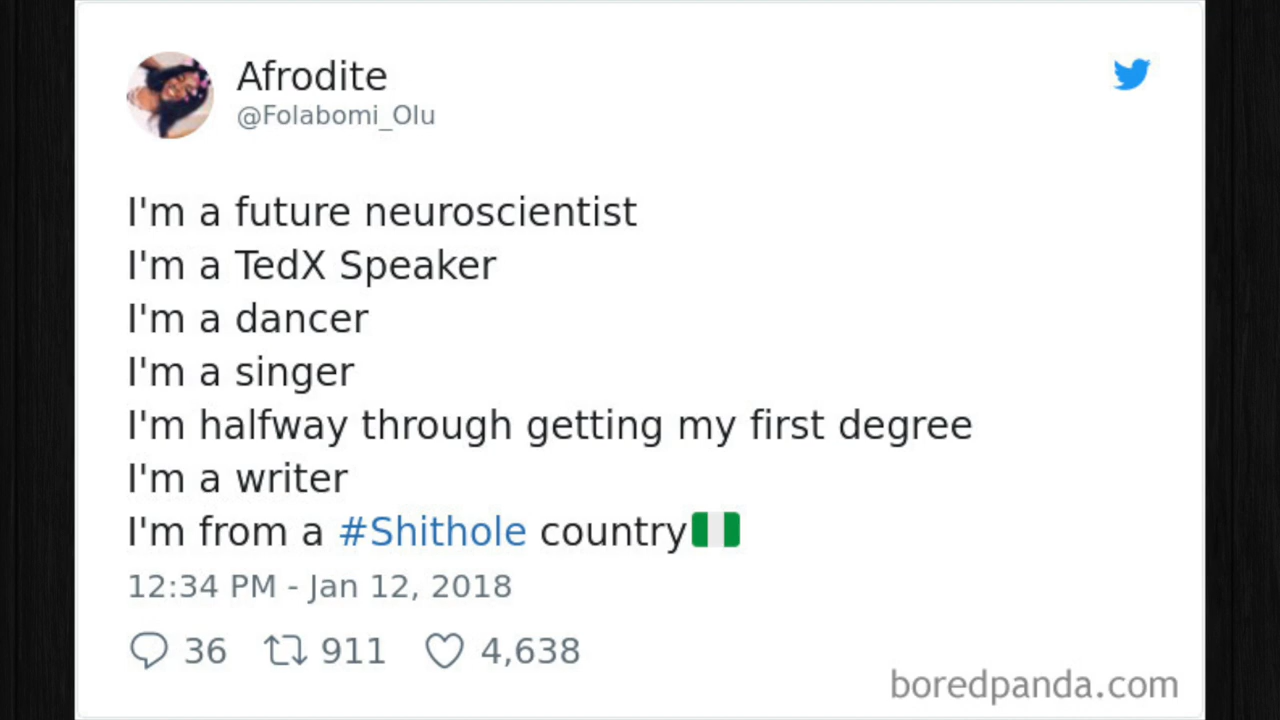 Afrodite
@Folabomi_Olu
I'm a future neuroscientist
I'm a TedX Speaker
I'm a dancer
I'm a singer
I'm halfway through getting my first degree
I'm a writer
I'm from a #Shithole country🇳🇬
12:34 PM - Jan 12, 2018
36 911 4,638
boredpanda.com